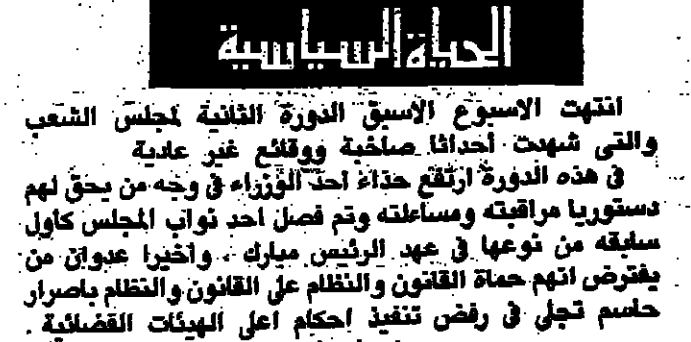 الحياة السياسية
انتهت الاسبوع الاسبق الدورة الثانية لمجلس الشعب
والتى شهدت أحداثا صاخبة ووقائع غير عادية
فى هذه الدورة ارتفع حذاء احد الوزراء فى وجه من يحق لهم
دستوريا مراقبته ومساءلته وتم فصل احد نواب المجلس كأول
سابقه من نوعها فى عهد الرئيس مبارك . واخيرا عدوان من
يفترض انهم حماة القانون والنظام على القانون والنظام باصرار
حاسم تجلى فى رفض تنفيذ احكام اعلى الهيئات القضائية .